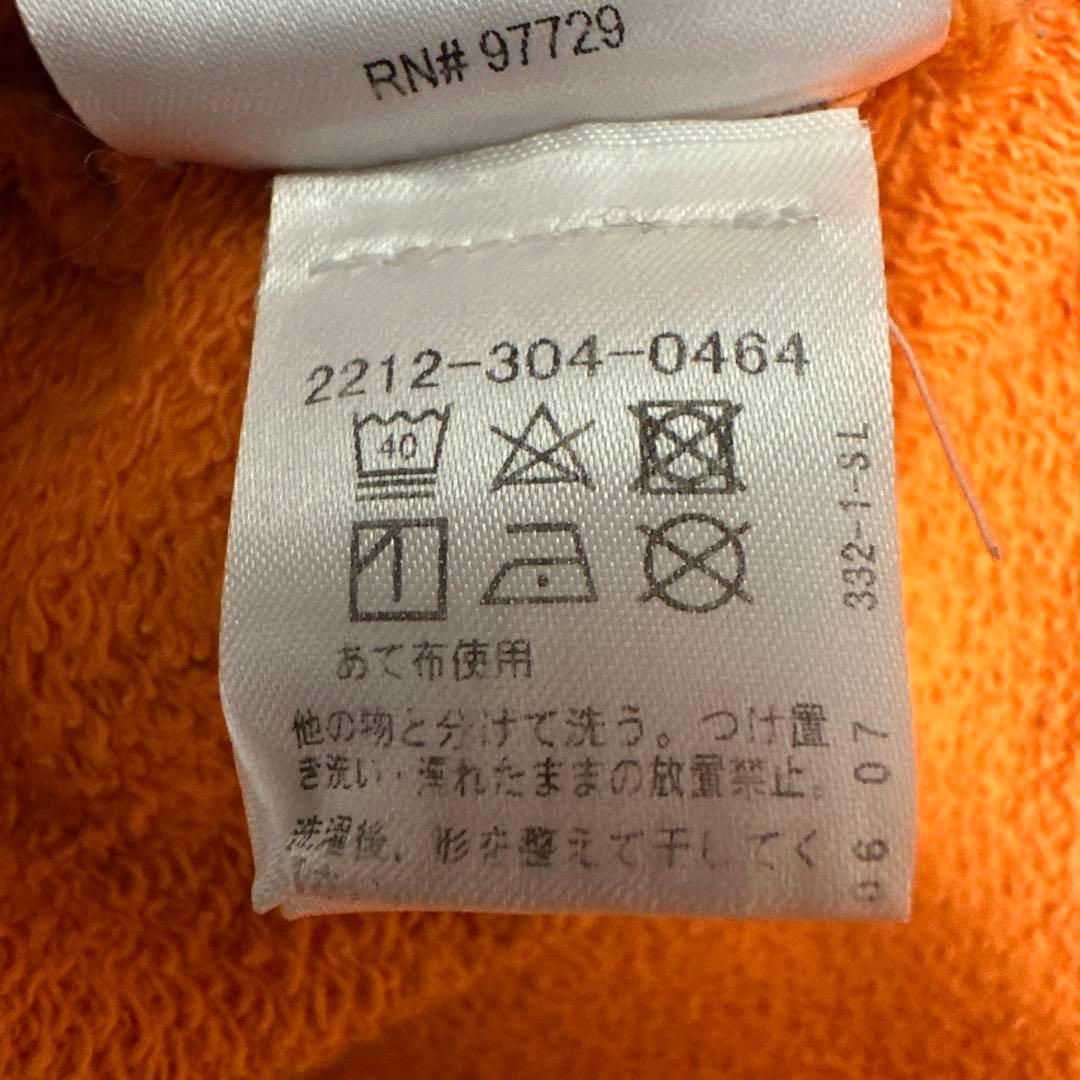 RN# 97729
2212-304-0464
40
あて布使用
他の物と分けて洗う。つけ置
き洗い・濡れたままの放置禁止。
洗濯後、形を整えて干してく
332-1-SL
07